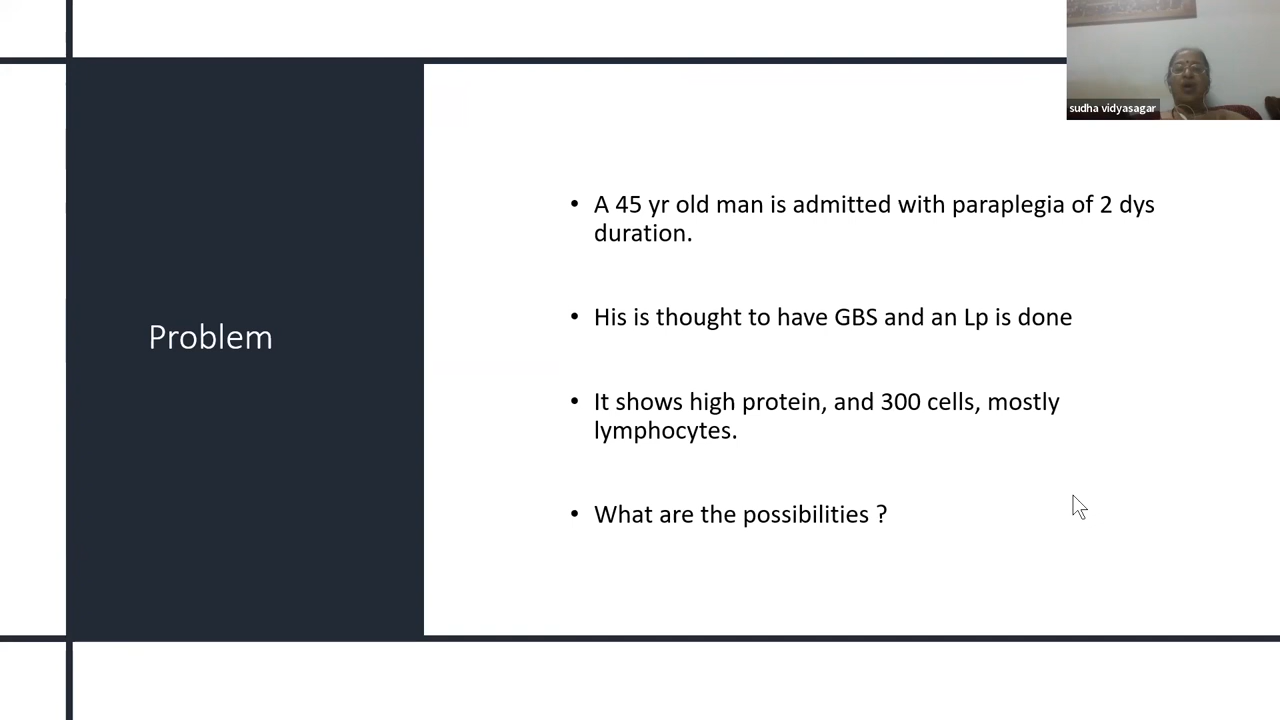 sudha vidyasagar
Problem
• A 45 yr old man is admitted with paraplegia of 2 dys
duration.
• His is thought to have GBS and an Lp is done
• It shows high protein, and 300 cells, mostly
lymphocytes.
• What are the possibilities ?